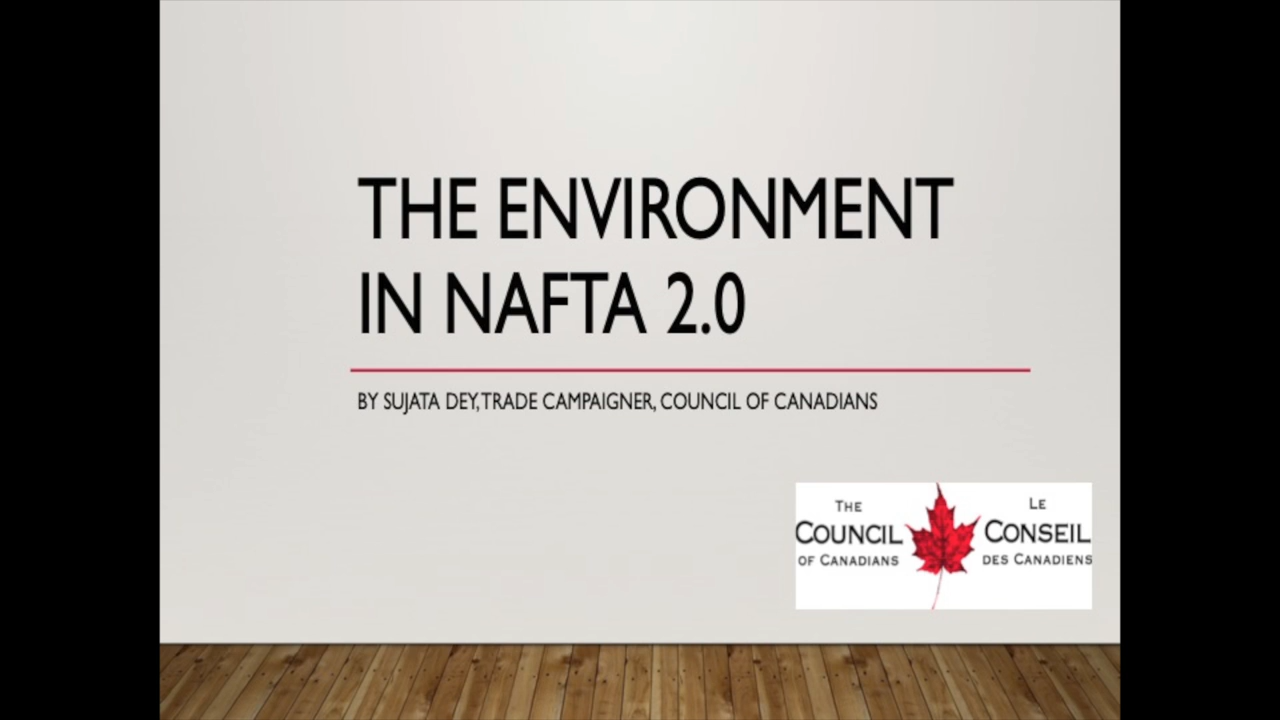 THE ENVIRONMENT
IN NAFTA 2.0
BY SUJATA DEY, TRADE CAMPAIGNER, COUNCIL OF CANADIANS
THE
COUNCIL
OF CANADIANS
LE
CONSEIL
DES CANADIENS